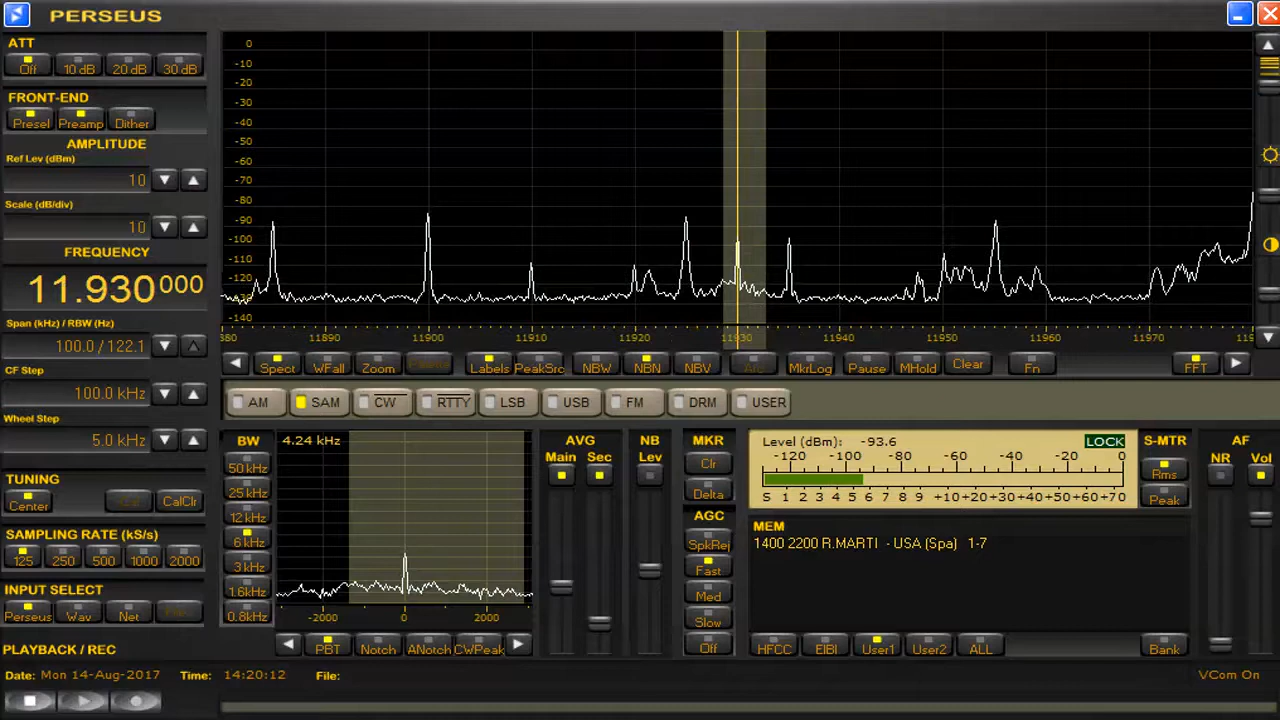 PERSEUS
ATT
Off 10 dB 20 dB 30 dB
FRONT-END
Presel Preamp Dither
AMPLITUDE
Ref Lev (dBm)
10
Scale (dB/div)
10
FREQUENCY
11.930000
Span (kHz) / RBW (Hz)
100.0 / 122.1
CF Step
100.0 kHz
Wheel Step
5.0 kHz
TUNING
Center CalClr
SAMPLING RATE (kS/s)
125 250 500 1000 2000
INPUT SELECT
Perseus Wav Net
PLAYBACK / REC
0
-10
-20
-30
-40
-50
-60
-70
-80
-90
-100
-110
-120
-130
-140
380 11890 11900 11910 11920 11930 11940 11950 11960 11970
Spect WFall Zoom Labels PeakSrc NBW NBN NBV MkrLog Pause MHold Clear Fn FFT
AM SAM CW RTTY LSB USB FM DRM USER
BW
50 kHz
25 kHz
12 kHz
6 kHz
3 kHz
1.6kHz
0.8kHz
4.24 kHz
-2000 0 2000
PBT Notch ANotch CWPeak
AVG
Main Sec
NB
Lev
MKR
Clr
Delta
AGC
SpkRej
Fast
Med
Slow
Off
Level (dBm): -93.6 LOCK
-120 -100 -80 -60 -40 -20 0
S 1 2 3 4 5 6 7 8 9 +10 +20 +30 +40 +50 +60 +70
S-MTR
Rms
Peak
AF
NR Vol
MEM
1400 2200 R.MARTI - USA (Spa) 1-7
HFCC EIBI User1 User2 ALL Bank
Date: Mon 14-Aug-2017 Time: 14:20:12 File:
VCom On